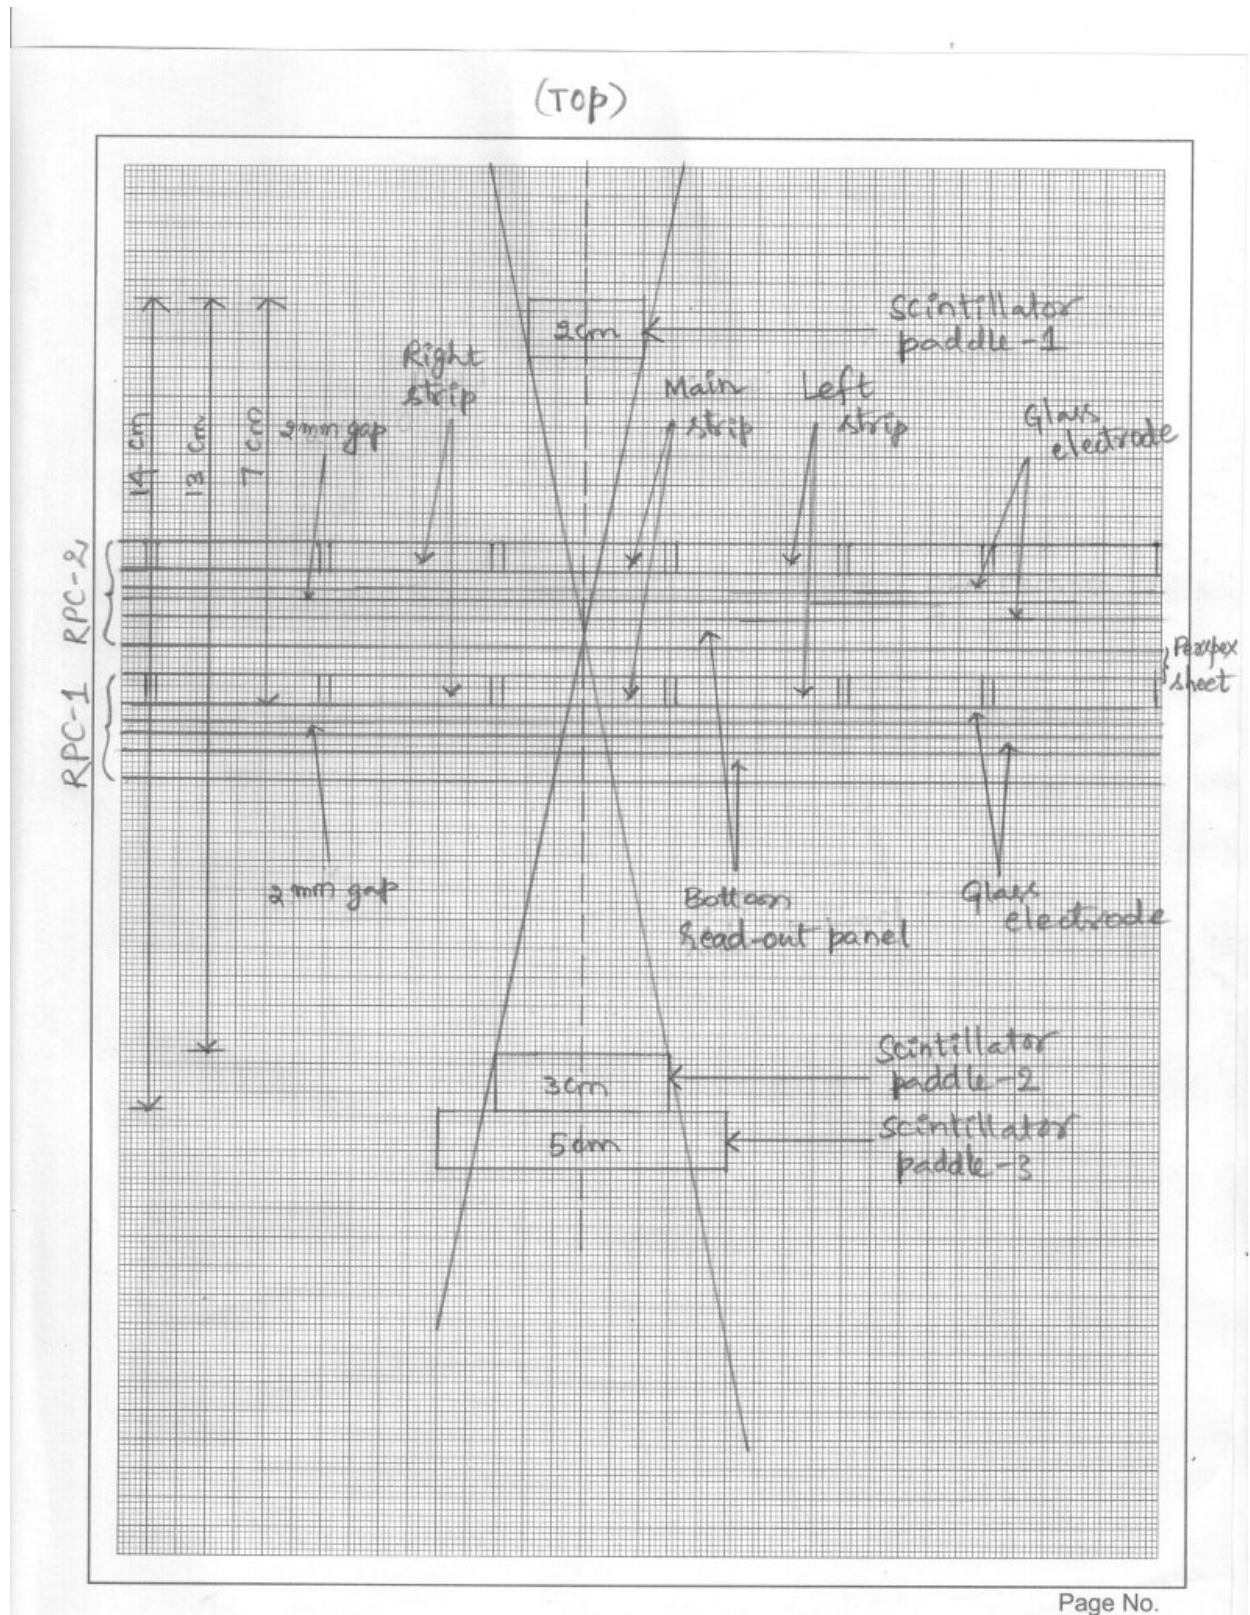 (TOP)
2cm
Scintillator
paddle-1
Right
strip
Main
strip
Left
strip
Glass
electrode
2mm gap
14 cm
13 cm
7 cm
RPC-2
Perspex
sheet
RPC-1
2mm gap
Bottom
Read-out panel
Glass
electrode
3cm
Scintillator
paddle-2
5cm
Scintillator
paddle-3
Page No.